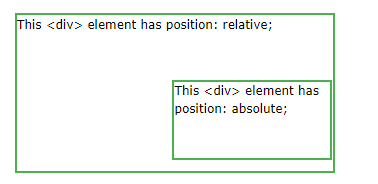 This <div> element has position: relative;
This <div> element has
position: absolute;